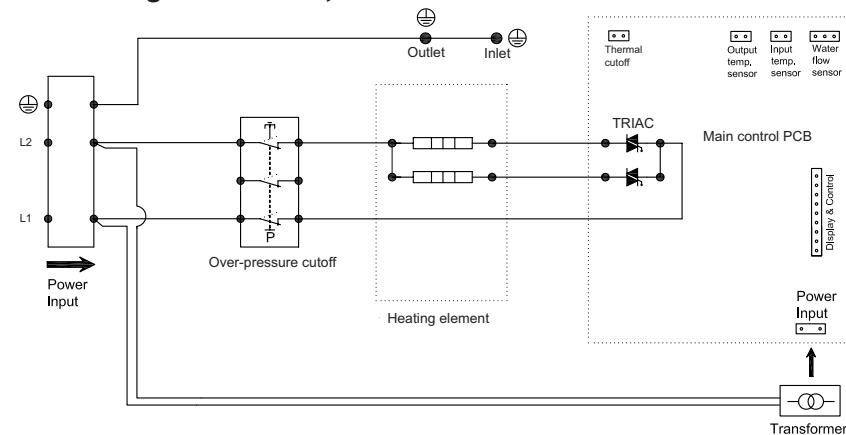 Outlet
Inlet
Thermal
cutoff
Output
temp.
sensor
Input
temp.
sensor
Water
flow
sensor
L2
TRIAC
Main control PCB
L1
P
Display & Control
Over-pressure cutoff
Power
Input
Heating element
Power
Input
Transformer